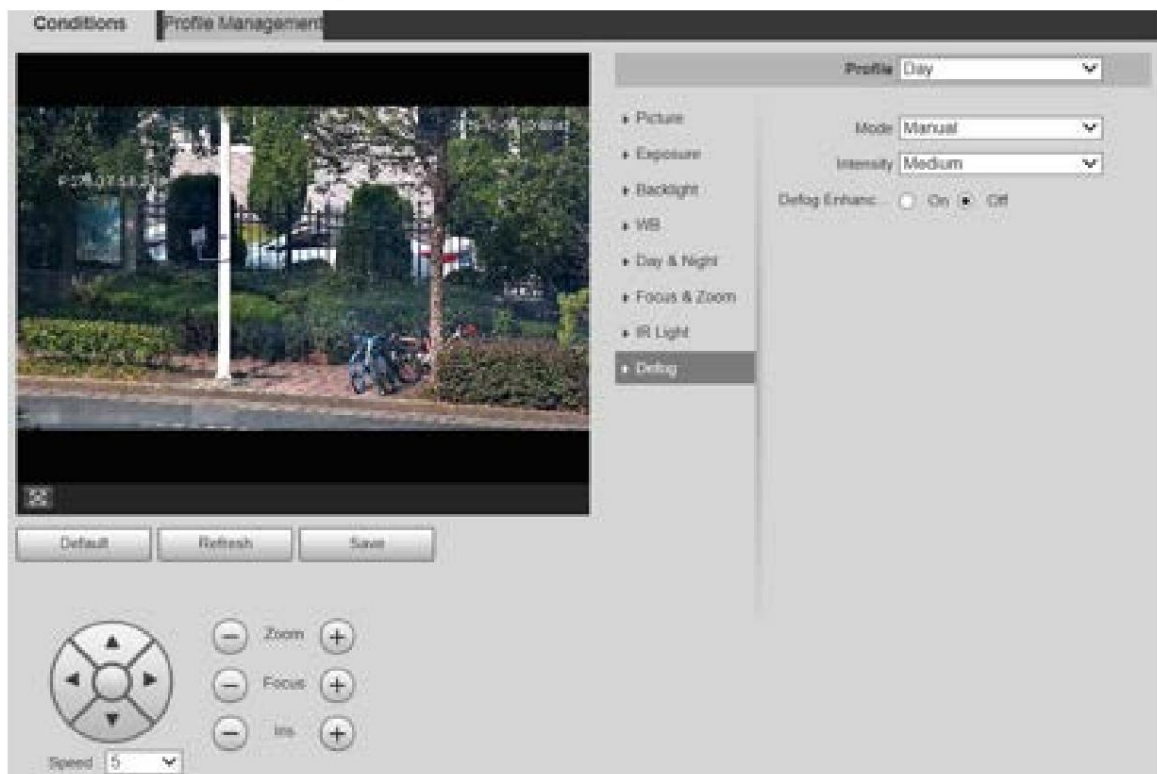 Conditions
Profile Management
Profile Day
Picture
Exposure
Backlight
WB
Day & Night
Focus & Zoom
IR Light
Defog
Mode Manual
Intensity Medium
Defog Enhanc... On Off
Default
Refresh
Save
Zoom
Focus
Iris
Speed 5